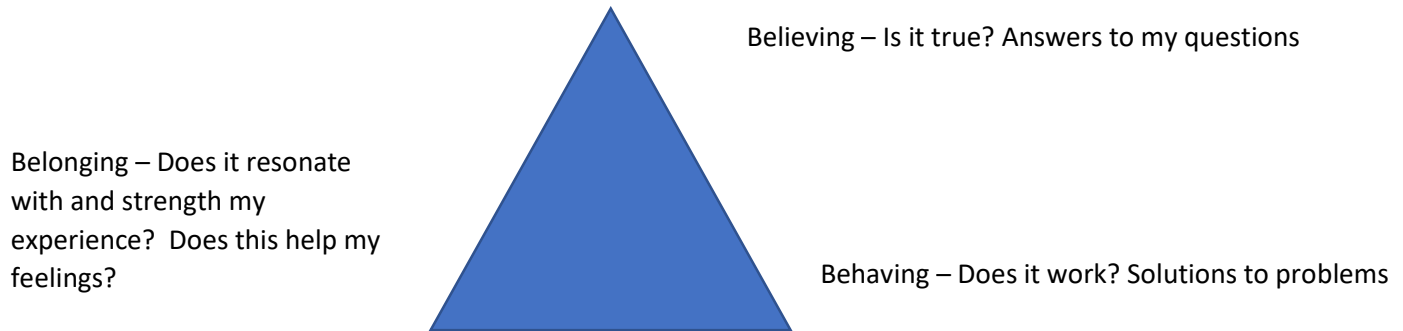 Believing – Is it true? Answers to my questions
Belonging – Does it resonate
with and strength my
experience?  Does this help my
feelings?
Behaving – Does it work? Solutions to problems